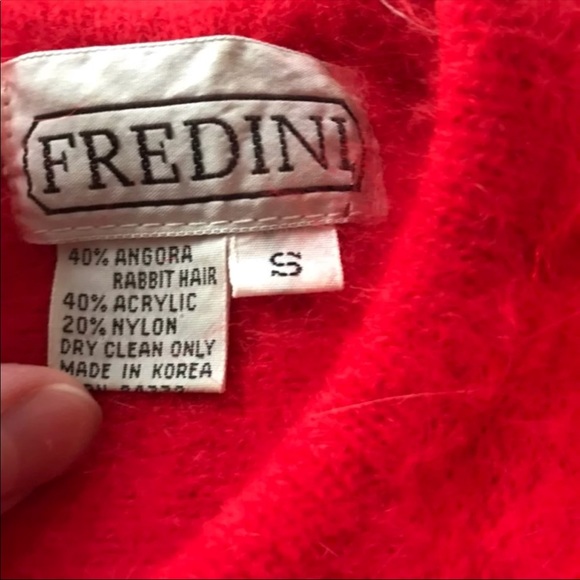 FREDINI
S
40% ANGORA
RABBIT HAIR
40% ACRYLIC
20% NYLON
DRY CLEAN ONLY
MADE IN KOREA